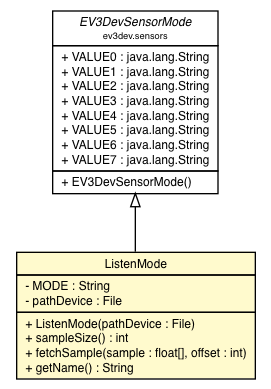 EV3DevSensorMode
ev3dev.sensors
+ VALUE0 : java.lang.String
+ VALUE1 : java.lang.String
+ VALUE2 : java.lang.String
+ VALUE3 : java.lang.String
+ VALUE4 : java.lang.String
+ VALUE5 : java.lang.String
+ VALUE6 : java.lang.String
+ VALUE7 : java.lang.String
+ EV3DevSensorMode()
ListenMode
- MODE : String
- pathDevice : File
+ ListenMode(pathDevice : File)
+ sampleSize() : int
+ fetchSample(sample : float[], offset : int)
+ getName() : String